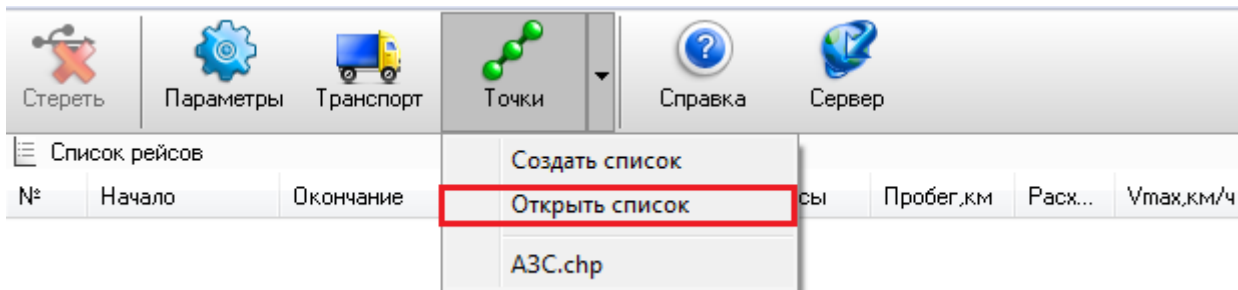 Стереть Параметры Транспорт Точки Справка Сервер
Список рейсов
Создать список
№ Начало Окончание Открыть список сы Пробег,км Расх... Vmax,км/ч
АЗС.chp